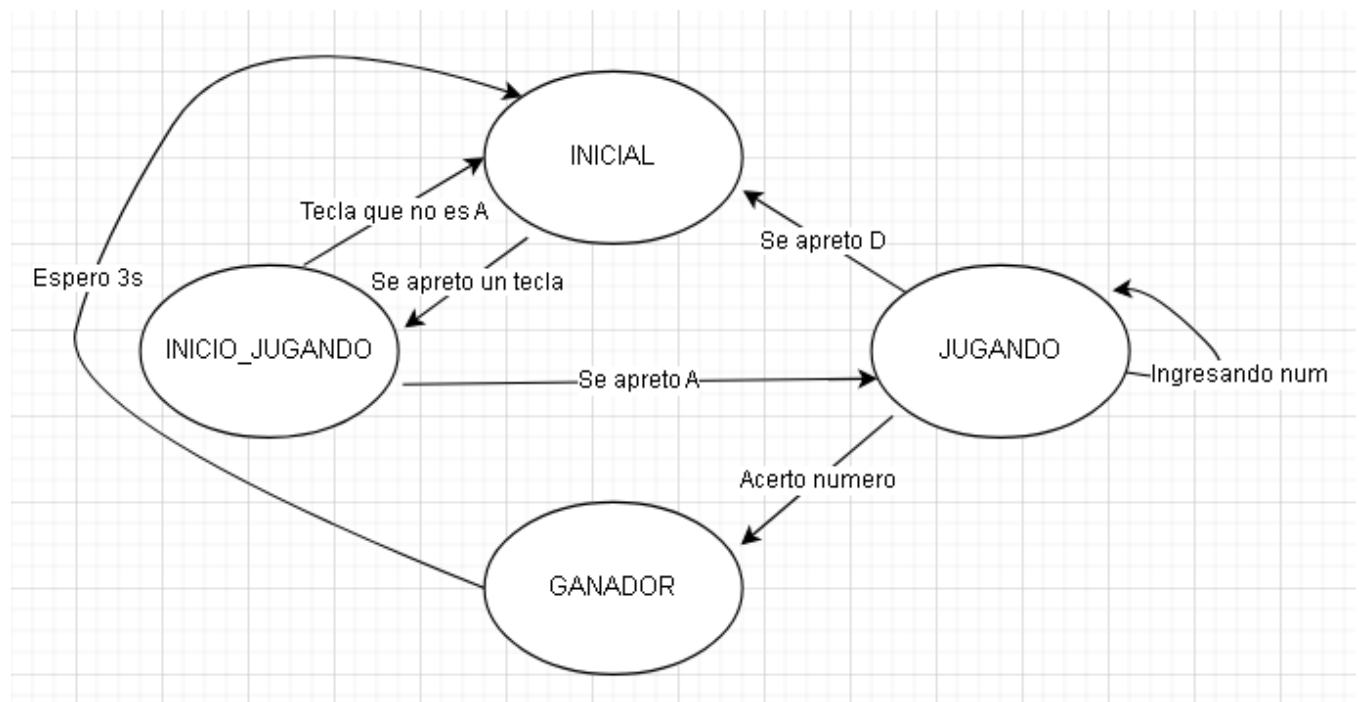 INICIAL
Tecla que no es A
Se apreto D
Espero 3s
Se apreto un tecla
INICIO_JUGANDO
JUGANDO
Se apreto A
Ingresando num
Acerto numero
GANADOR